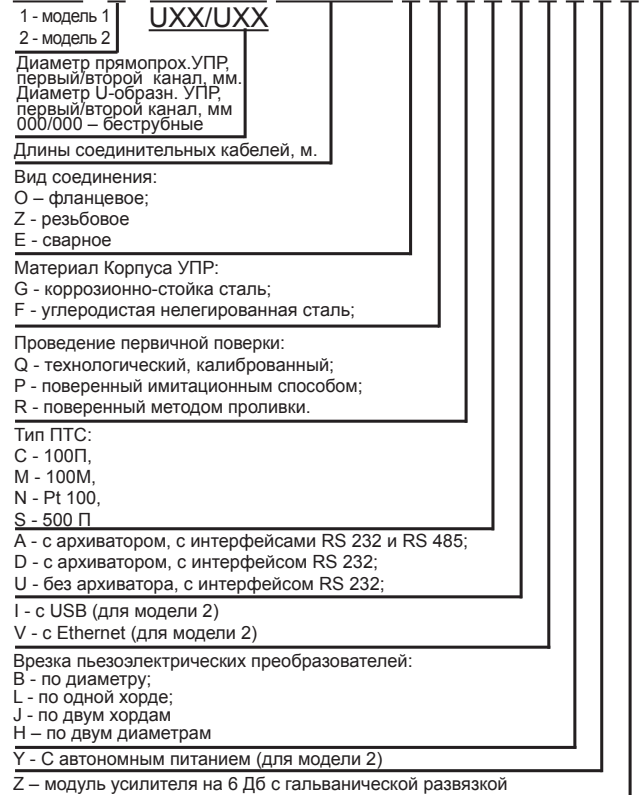 1 - модель 1
2 - модель 2
UXX/UXX
Диаметр прямопрох.УПР,
первый/второй канал, мм.
Диаметр U-образн. УПР,
первый/второй канал, мм
000/000 – беструбные
Длины соединительных кабелей, м.
Вид соединения:
О – фланцевое;
Z - резьбовое
Е - сварное
Материал Корпуса УПР:
G - коррозионно-стойка сталь;
F - углеродистая нелегированная сталь;
Проведение первичной поверки:
Q - технологический, калиброванный;
Р - поверенный имитационным способом;
R - поверенный методом проливки.
Тип ПТС:
С - 100П,
М - 100М,
N - Pt 100,
S - 500 П
А - с архиватором, с интерфейсами RS 232 и RS 485;
D - с архиватором, с интерфейсом RS 232;
U - без архиватора, с интерфейсом RS 232;
I - с USB (для модели 2)
V - с Ethernet (для модели 2)
Врезка пьезоэлектрических преобразователей:
В - по диаметру;
L - по одной хорде;
J - по двум хордам
Н – по двум диаметрам
Y - С автономным питанием (для модели 2)
Z – модуль усилителя на 6 Дб с гальванической развязкой